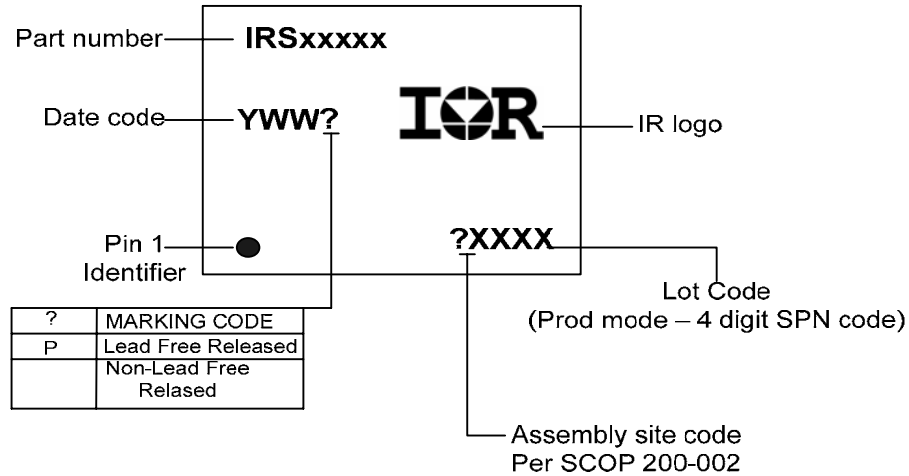 Part number
IRSxxxxx
Date code
YWW?
IOR
IR logo
Pin 1
Identifier
?XXXX
Lot Code
(Prod mode – 4 digit SPN code)
? MARKING CODE
P Lead Free Released
Non-Lead Free
Relased
Assembly site code
Per SCOP 200-002